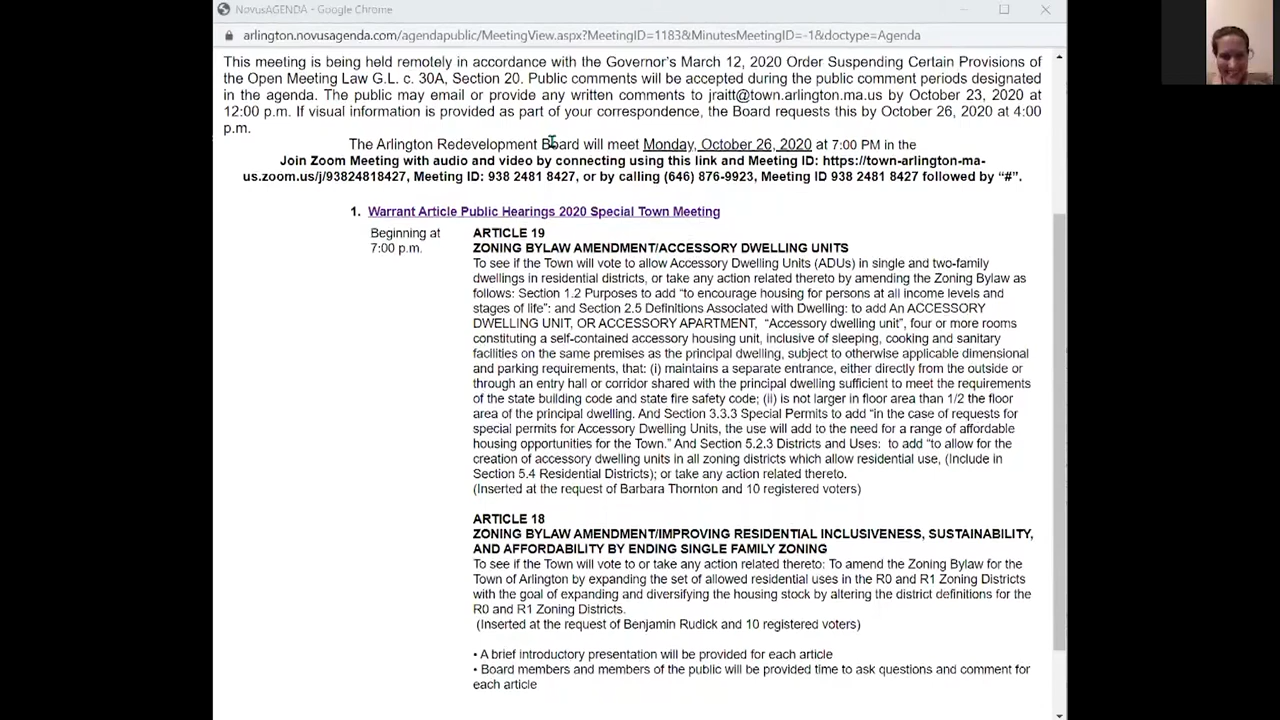 NovusAGENDA - Google Chrome
arlington.novusagenda.com/agendapublic/MeetingView.aspx?MeetingID=1183&MinutesMeetingID=-1&doctype=Agenda
This meeting is being held remotely in accordance with the Governor's March 12, 2020 Order Suspending Certain Provisions of
the Open Meeting Law G.L. c. 30A, Section 20. Public comments will be accepted during the public comment periods designated
in the agenda. The public may email or provide any written comments to jraitt@town.arlington.ma.us by October 23, 2020 at
12:00 p.m. If visual information is provided as part of your correspondence, the Board requests this by October 26, 2020 at 4:00
p.m.
The Arlington Redevelopment Board will meet Monday, October 26, 2020 at 7:00 PM in the
Join Zoom Meeting with audio and video by connecting using this link and Meeting ID: https://town-arlington-ma-
us.zoom.us/j/93824818427, Meeting ID: 938 2481 8427, or by calling (646) 876-9923, Meeting ID 938 2481 8427 followed by “#”.
1. Warrant Article Public Hearings 2020 Special Town Meeting
Beginning at
7:00 p.m.
ARTICLE 19
ZONING BYLAW AMENDMENT/ACCESSORY DWELLING UNITS
To see if the Town will vote to allow Accessory Dwelling Units (ADUs) in single and two-family
dwellings in residential districts, or take any action related thereto by amending the Zoning Bylaw as
follows: Section 1.2 Purposes to add “to encourage housing for persons at all income levels and
stages of life”: and Section 2.5 Definitions Associated with Dwelling: to add An ACCESSORY
DWELLING UNIT, OR ACCESSORY APARTMENT, “Accessory dwelling unit”, four or more rooms
constituting a self-contained accessory housing unit, inclusive of sleeping, cooking and sanitary
facilities on the same premises as the principal dwelling, subject to otherwise applicable dimensional
and parking requirements, that: (i) maintains a separate entrance, either directly from the outside or
through an entry hall or corridor shared with the principal dwelling sufficient to meet the requirements
of the state building code and state fire safety code; (ii) is not larger in floor area than 1/2 the floor
area of the principal dwelling. And Section 3.3.3 Special Permits to add “in the case of requests for
special permits for Accessory Dwelling Units, the use will add to the need for a range of affordable
housing opportunities for the Town.” And Section 5.2.3 Districts and Uses: to add “to allow for the
creation of accessory dwelling units in all zoning districts which allow residential use, (Include in
Section 5.4 Residential Districts); or take any action related thereto.
(Inserted at the request of Barbara Thornton and 10 registered voters)
ARTICLE 18
ZONING BYLAW AMENDMENT/IMPROVING RESIDENTIAL INCLUSIVENESS, SUSTAINABILITY,
AND AFFORDABILITY BY ENDING SINGLE FAMILY ZONING
To see if the Town will vote to or take any action related thereto: To amend the Zoning Bylaw for the
Town of Arlington by expanding the set of allowed residential uses in the R0 and R1 Zoning Districts
with the goal of expanding and diversifying the housing stock by altering the district definitions for the
R0 and R1 Zoning Districts.
(Inserted at the request of Benjamin Rudick and 10 registered voters)
• A brief introductory presentation will be provided for each article
• Board members and members of the public will be provided time to ask questions and comment for
each article